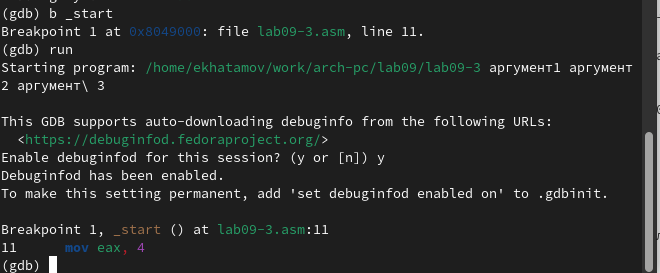 (gdb) b _start
Breakpoint 1 at 0x8049000: file lab09-3.asm, line 11.
(gdb) run
Starting program: /home/ekhatamov/work/arch-pc/lab09/lab09-3 аргумент1 аргумент
2 аргумент\ 3

This GDB supports auto-downloading debuginfo from the following URLs:
  <https://debuginfod.fedoraproject.org/>
Enable debuginfod for this session? (y or [n]) y
Debuginfod has been enabled.
To make this setting permanent, add 'set debuginfod enabled on' to .gdbinit.

Breakpoint 1, _start () at lab09-3.asm:11
11	mov eax, 4
(gdb)